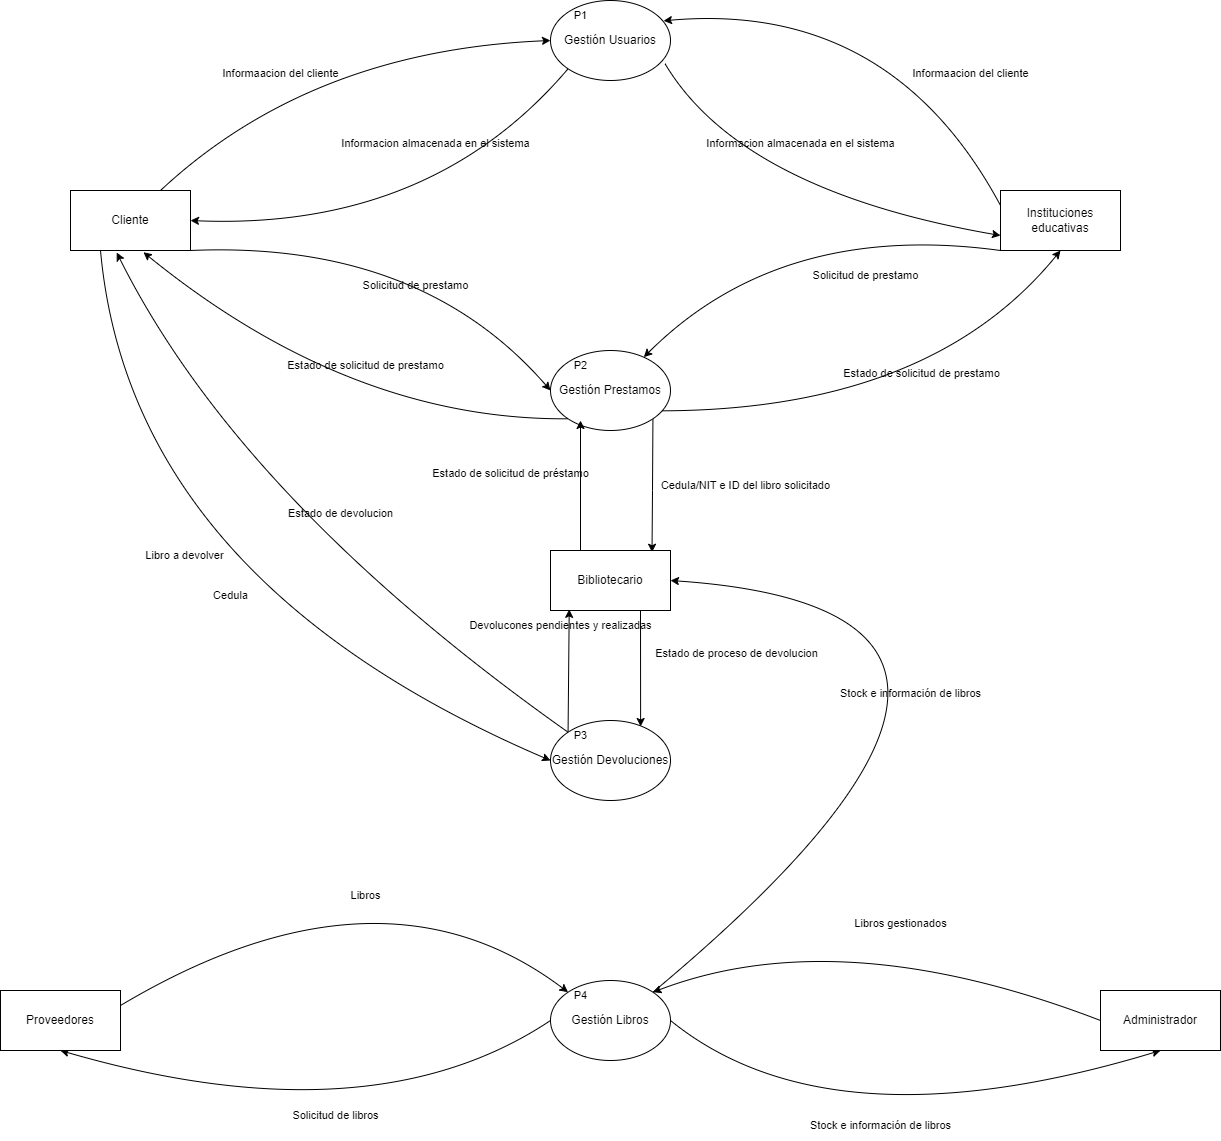 P1
Gestión Usuarios
Informaacion del cliente
Informaacion del cliente
Informacion almacenada en el sistema
Informacion almacenada en el sistema
Cliente
Instituciones
educativas
Solicitud de prestamo
Solicitud de prestamo
Estado de solicitud de prestamo
P2
Gestión Prestamos
Estado de solicitud de prestamo
Estado de solicitud de préstamo
Cedula/NIT e ID del libro solicitado
Estado de devolucion
Libro a devolver
Cedula
Bibliotecario
Devolucones pendientes y realizadas
Estado de proceso de devolucion
Stock e información de libros
P3
Gestión Devoluciones
Libros
Libros gestionados
Proveedores
P4
Gestión Libros
Administrador
Solicitud de libros
Stock e información de libros